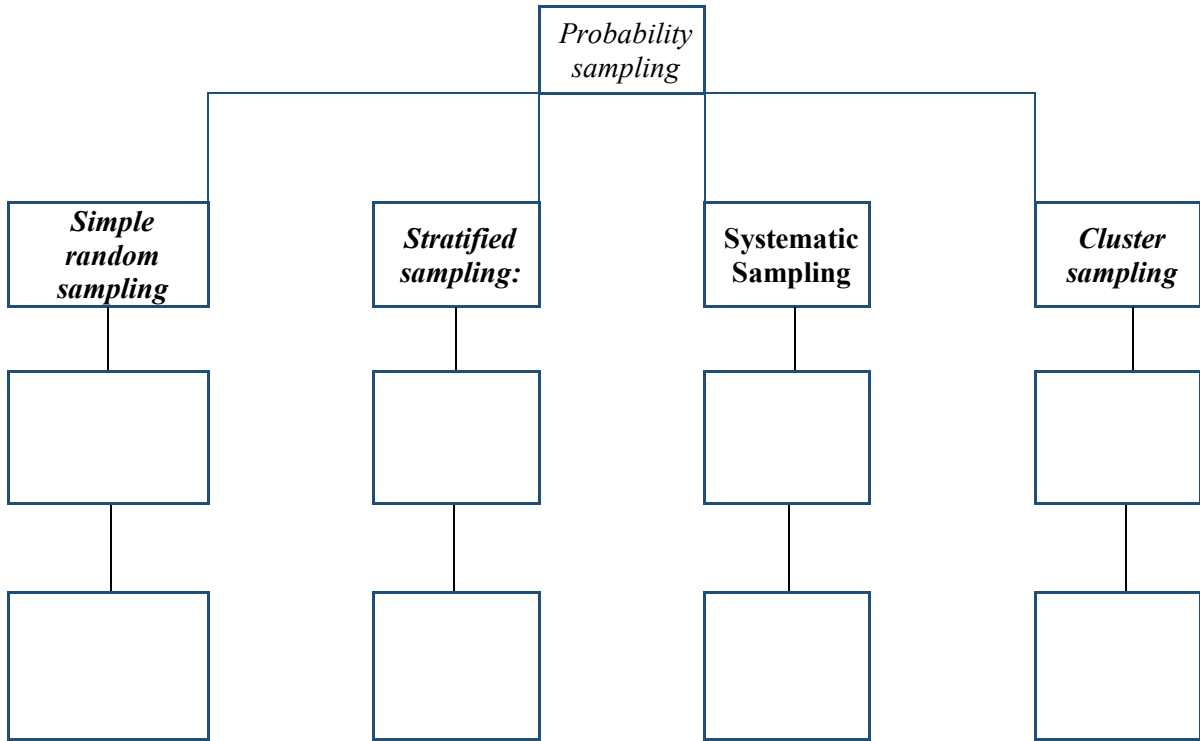 Probability
sampling
Simple
random
sampling
Stratified
sampling:
Systematic
Sampling
Cluster
sampling